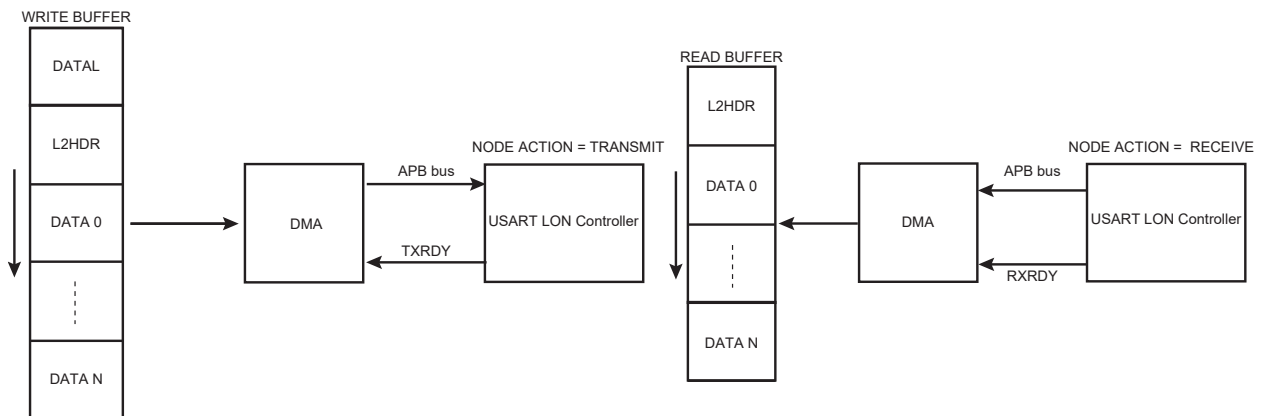 WRITE BUFFER
DATAL
L2HDR
DATA 0
DATA N
DMA
APB bus
TXRDY
NODE ACTION = TRANSMIT
USART LON Controller
READ BUFFER
L2HDR
DATA 0
DATA N
DMA
APB bus
RXRDY
NODE ACTION = RECEIVE
USART LON Controller